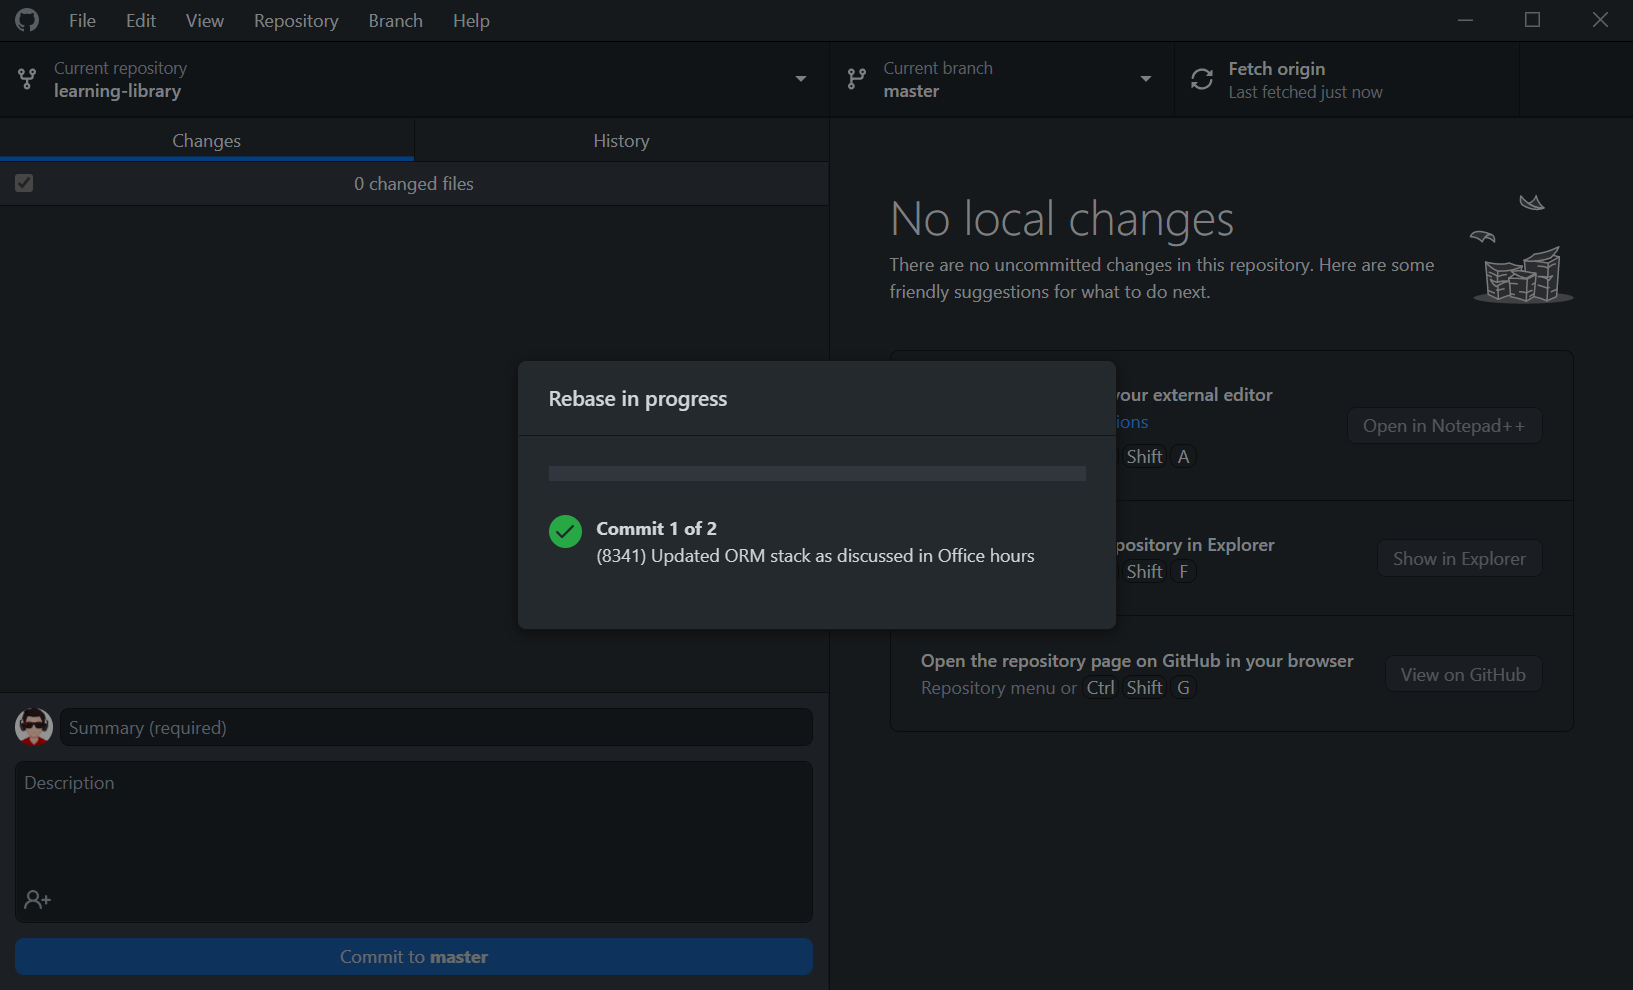 File Edit View Repository Branch Help
Current repository
learning-library
Current branch
master
Fetch origin
Last fetched just now
Changes
History
0 changed files
No local changes
There are no uncommitted changes in this repository. Here are some
friendly suggestions for what to do next.
Rebase in progress
Commit 1 of 2
(8341) Updated ORM stack as discussed in Office hours
your external editor
ions
Shift A
Open in Notepad++
pository in Explorer
Shift F
Show in Explorer
Open the repository page on GitHub in your browser
Repository menu or Ctrl Shift G
View on GitHub
Summary (required)
Description
Commit to master